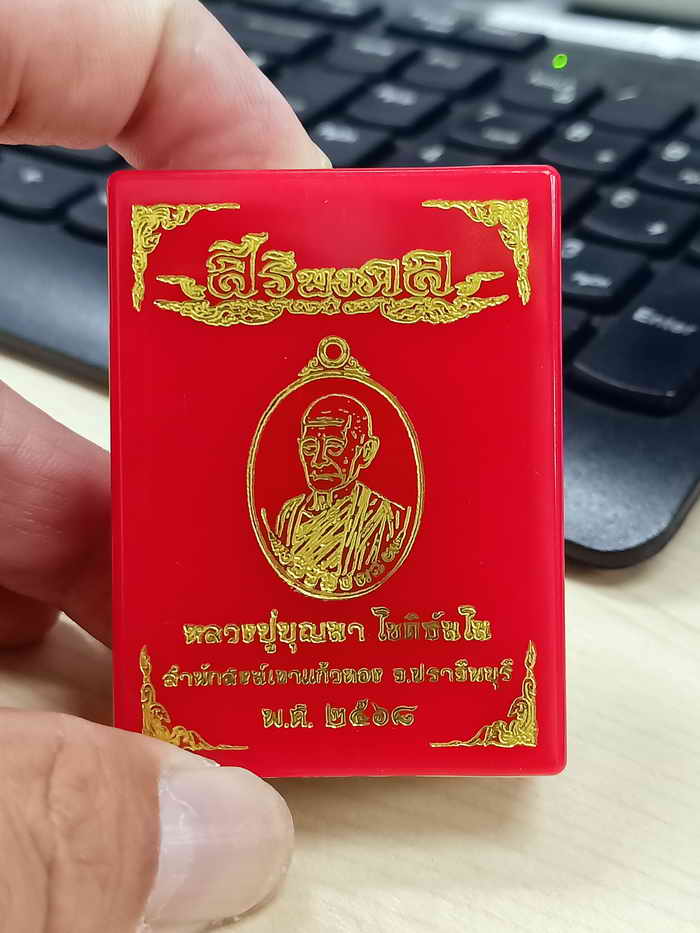 สิริมงคล
หลวงปู่บุญมา โชติธัมโม
สำนักสงฆ์เขาแก้วทอง จ.ปราจีนบุรี
พ.ศ. ๒๕๖๘
Enter